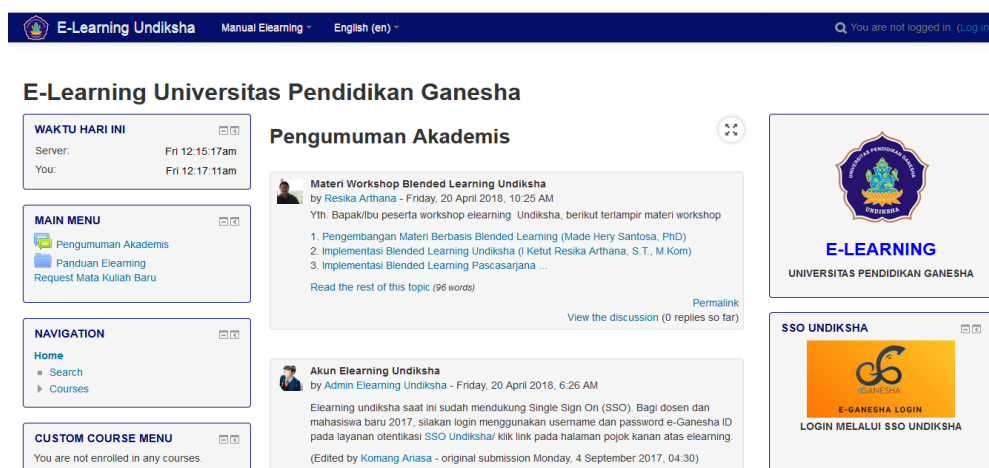 E-Learning Undiksha
Manual Elearning
English (en)
You are not logged in. (Log in
E-Learning Universitas Pendidikan Ganesha
WAKTU HARI INI
Server: Fri 12:15:17am
You: Fri 12:17:11am
MAIN MENU
Pengumuman Akademis
Panduan Elearning
Request Mata Kuliah Baru
NAVIGATION
Home
Search
Courses
CUSTOM COURSE MENU
You are not enrolled in any courses.
Pengumuman Akademis
Materi Workshop Blended Learning Undiksha
by Resika Arthana - Friday, 20 April 2018, 10:25 AM
Yth. Bapak/Ibu peserta workshop elearning Undiksha, berikut terlampir materi workshop
1. Pengembangan Materi Berbasis Blended Learning (Made Hery Santosa, PhD)
2. Implementasi Blended Learning Undiksha (I Ketut Resika Arthana, S.T., M.Kom)
3. Implementasi Blended Learning Pascasarjana ...
Read the rest of this topic (96 words)
Permalink
View the discussion (0 replies so far)
Akun Elearning Undiksha
by Admin Elearning Undiksha - Friday, 20 April 2018, 6:26 AM
Elearning undiksha saat ini sudah mendukung Single Sign On (SSO). Bagi dosen dan
mahasiswa baru 2017, silakan login menggunakan username dan password e-Ganesha ID
pada layanan otentikasi SSO Undiksha/ klik link pada halaman pojok kanan atas elearning.
(Edited by Komang Ariasa - original submission Monday, 4 September 2017, 04:30)
UNIVERSITAS PENDIDIKAN GANESHA
UNDIKSHA
E-LEARNING
UNIVERSITAS PENDIDIKAN GANESHA
SSO UNDIKSHA
eGANESHA
E-GANESHA LOGIN
LOGIN MELALUI SSO UNDIKSHA